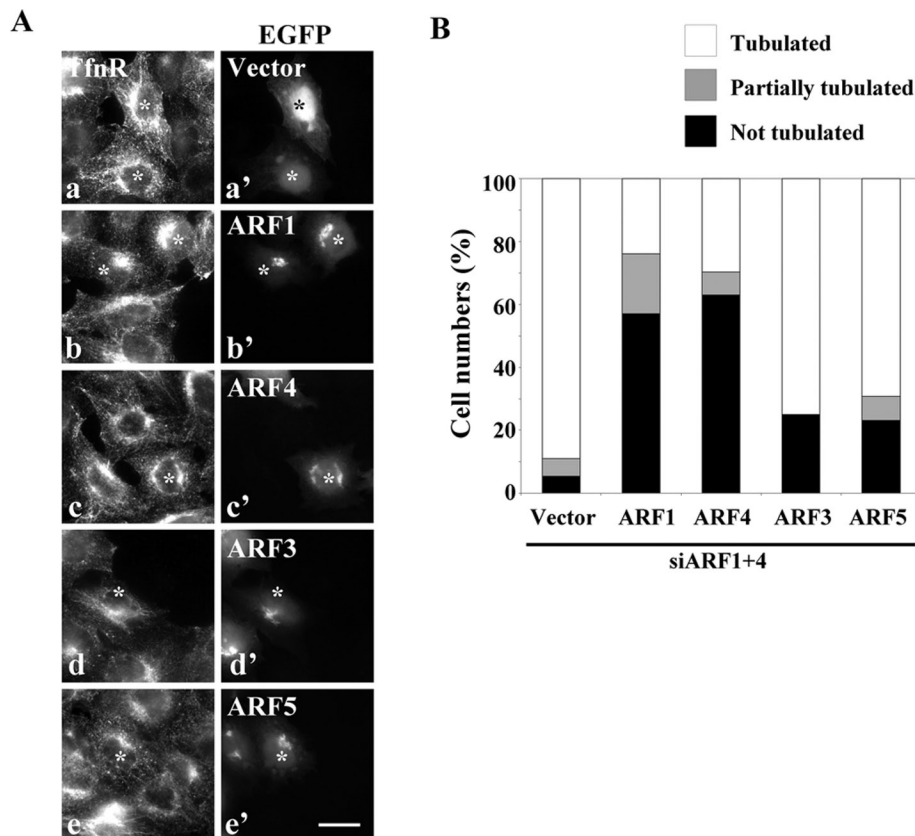 A
EGFP
TfnR
Vector
*
*
*
*
a
a’
ARF1
*
*
*
*
b
b’
ARF4
*
*
c
c’
ARF3
*
*
d
d’
ARF5
*
*
e
e’
B
Tubulated
Partially tubulated
Not tubulated
Cell numbers (%)
100
80
60
40
20
0
Vector ARF1 ARF4 ARF3 ARF5
siARF1+4